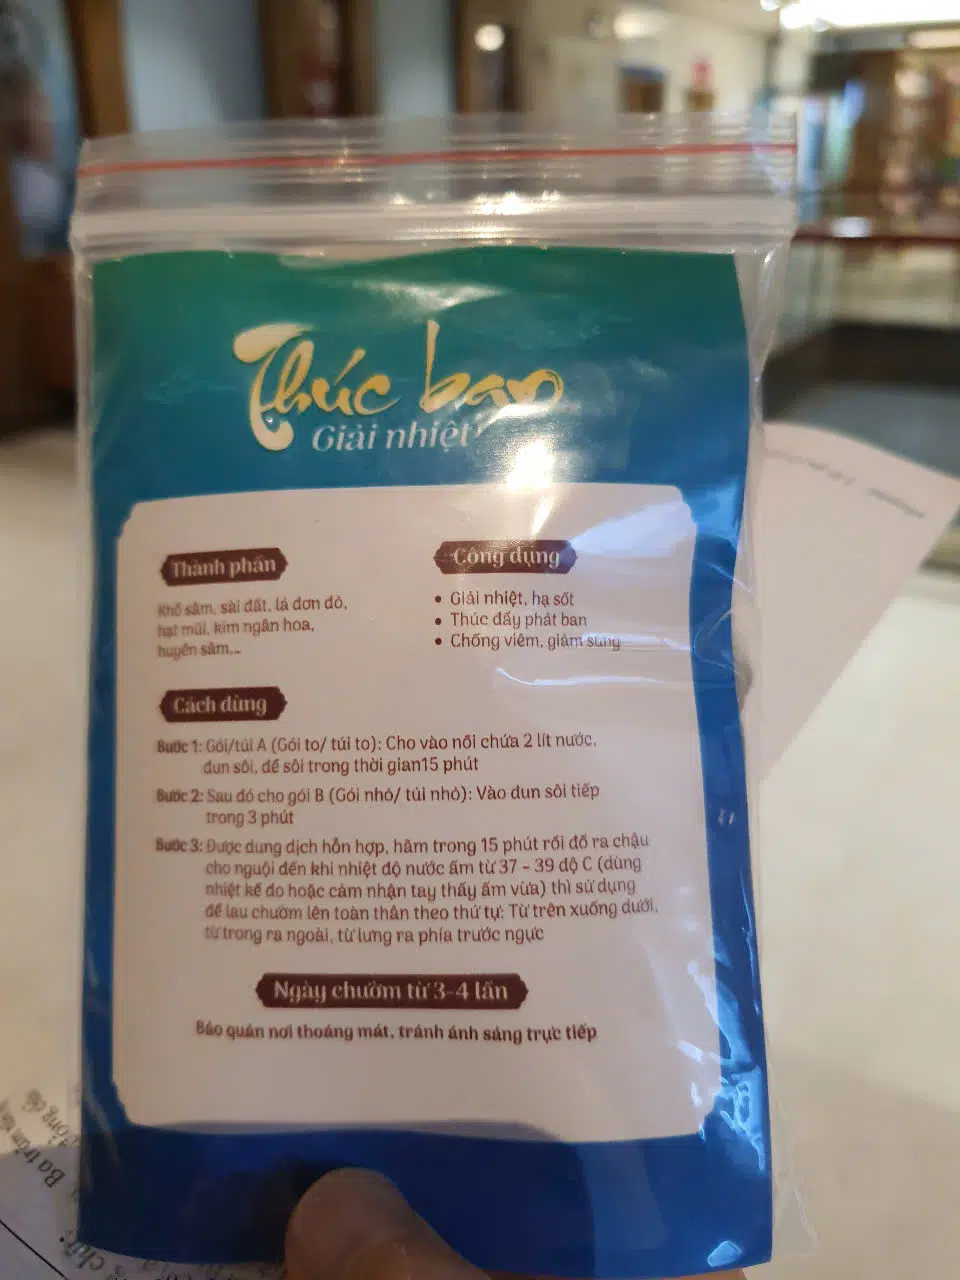 Thúc ban
Giải nhiệt
Thành phần
Khổ sâm, sài đất, lá đơn đỏ,
hạt mùi, kim ngân hoa,
huyền sâm,..
Công dụng
• Giải nhiệt, hạ sốt
• Thúc đẩy phát ban
• Chống viêm, giảm sưng
Cách dùng
Bước 1: Gói/túi A (Gói to/ túi to): Cho vào nồi chứa 2 lít nước,
đun sôi, để sôi trong thời gian15 phút
Bước 2: Sau đó cho gói B (Gói nhỏ/ túi nhỏ): Vào đun sôi tiếp
trong 3 phút
Bước 3: Được dung dịch hỗn hợp, hãm trong 15 phút rồi đổ ra chậu
cho nguội đến khi nhiệt độ nước ấm từ 37 - 39 độ C (dùng
nhiệt kế đo hoặc cảm nhận tay thấy ấm vừa) thì sử dụng
để lau chườm lên toàn thân theo thứ tự: Từ trên xuống dưới,
từ trong ra ngoài, từ lưng ra phía trước ngực
Ngày chườm từ 3-4 lần
Bảo quản nơi thoáng mát, tránh ánh sáng trực tiếp